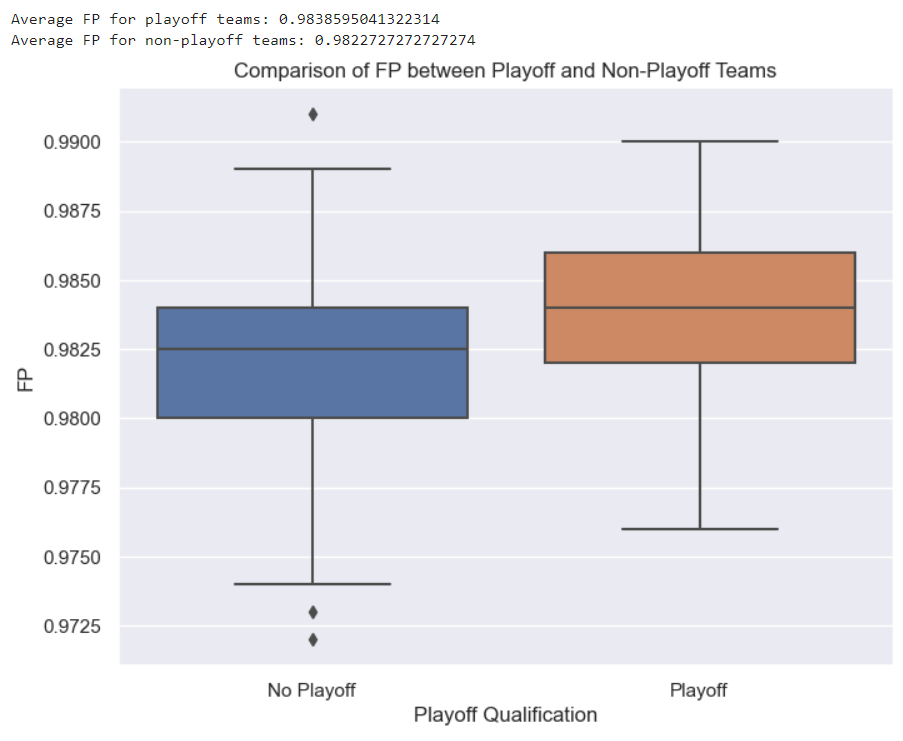 Average FP for playoff teams: 0.9838595041322314
Average FP for non-playoff teams: 0.9822727272727274
Comparison of FP between Playoff and Non-Playoff Teams
0.9900
0.9875
0.9850
0.9825
0.9800
0.9775
0.9750
0.9725
FP
No Playoff Playoff
Playoff Qualification